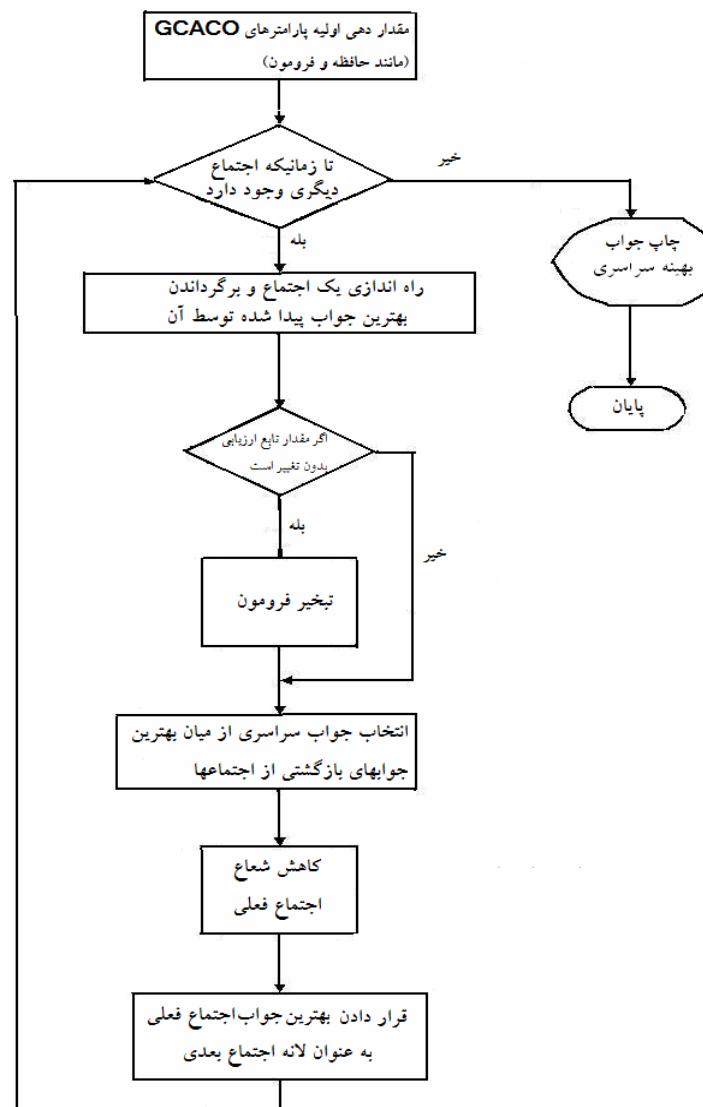 مقدار دهی اولیه پارامترهای GCACO
(مانند حافظه و فرومون)
تا زمانیکه اجتماع
دیگری وجود دارد
خیر
بله
چاپ جواب
بهینه سراسری
پایان
راه اندازی یک اجتماع و برگرداندن
بهترین جواب پیدا شده توسط آن
اگر مقدار تابع ارزیابی
بدون تغییر است
بله
خیر
تبخیر فرومون
انتخاب جواب سراسری از میان بهترین
جوابهای بازگشتی از اجتماعها
کاهش شعاع
اجتماع فعلی
قرار دادن بهترین جواب اجتماع فعلی
به عنوان لانه اجتماع بعدی